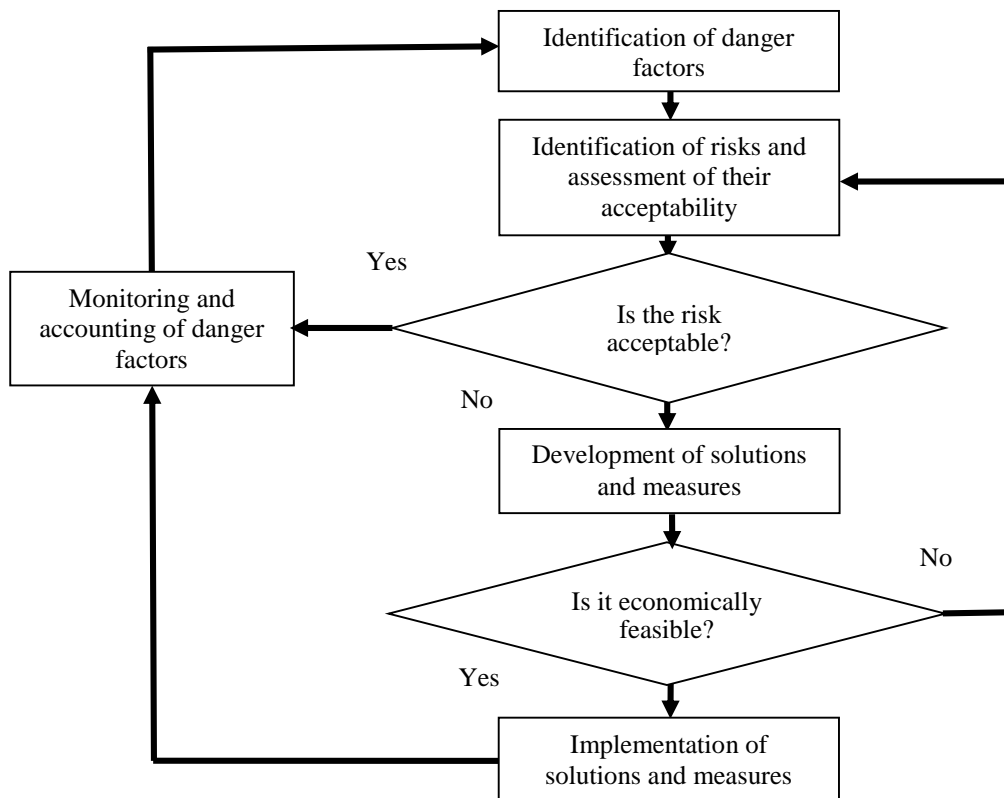 Identification of danger
factors
Identification of risks and
assessment of their
acceptability
Yes
Monitoring and
accounting of danger
factors
Is the risk
acceptable?
No
Development of solutions
and measures
No
Is it economically
feasible?
Yes
Implementation of
solutions and measures